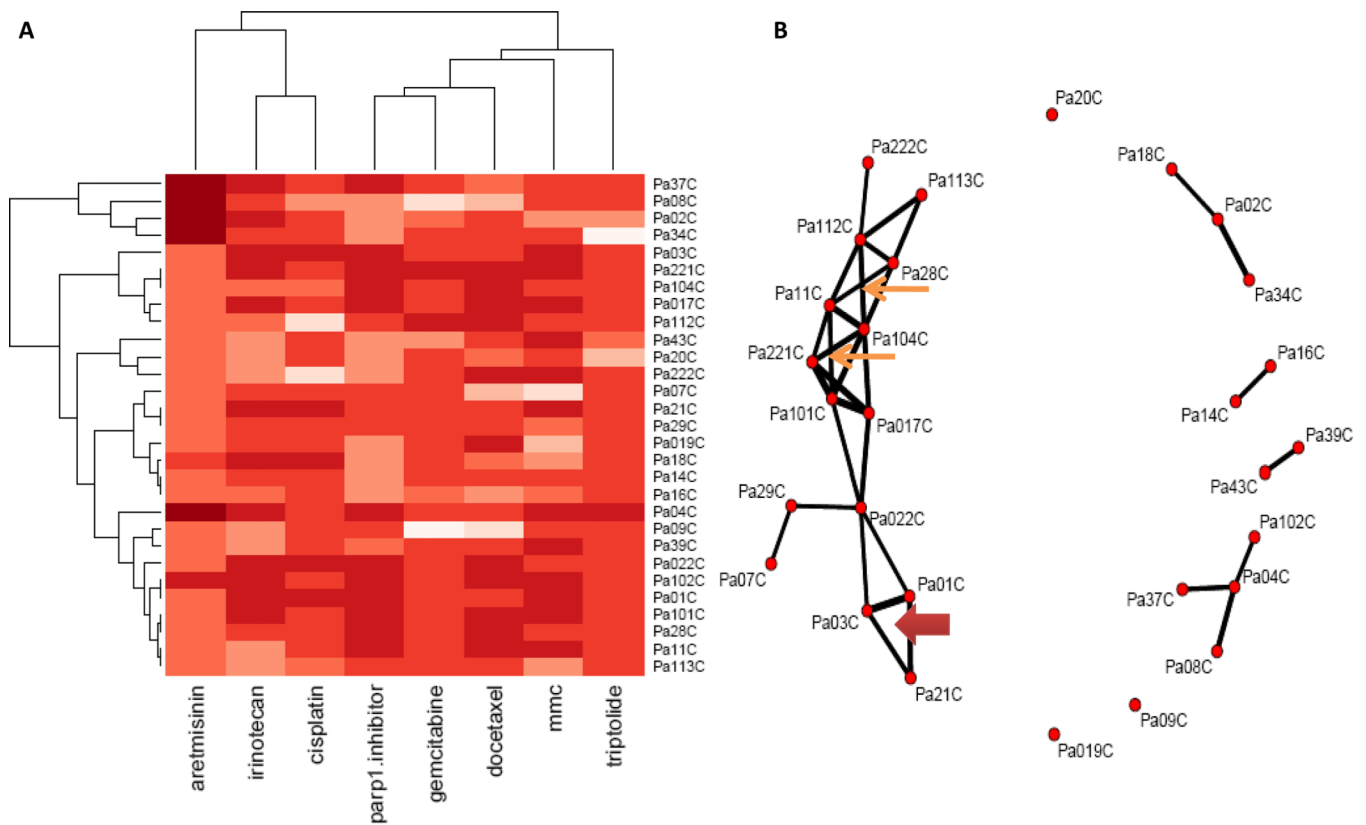 A
B
Pa37C
Pa08C
Pa02C
Pa34C
Pa03C
Pa221C
Pa104C
Pa017C
Pa112C
Pa43C
Pa20C
Pa222C
Pa07C
Pa21C
Pa29C
Pa019C
Pa18C
Pa14C
Pa16C
Pa04C
Pa09C
Pa39C
Pa022C
Pa102C
Pa01C
Pa101C
Pa28C
Pa11C
Pa113C
aretmisinin
irinotecan
cisplatin
parp1.inhibitor
gemcitabine
docetaxel
mmc
triptolide
Pa222C
Pa113C
Pa112C
Pa28C
Pa11C
Pa104C
Pa221C
Pa101C
Pa017C
Pa29C
Pa022C
Pa07C
Pa01C
Pa03C
Pa21C
Pa20C
Pa18C
Pa02C
Pa34C
Pa16C
Pa14C
Pa39C
Pa43C
Pa102C
Pa04C
Pa37C
Pa08C
Pa09C
Pa019C